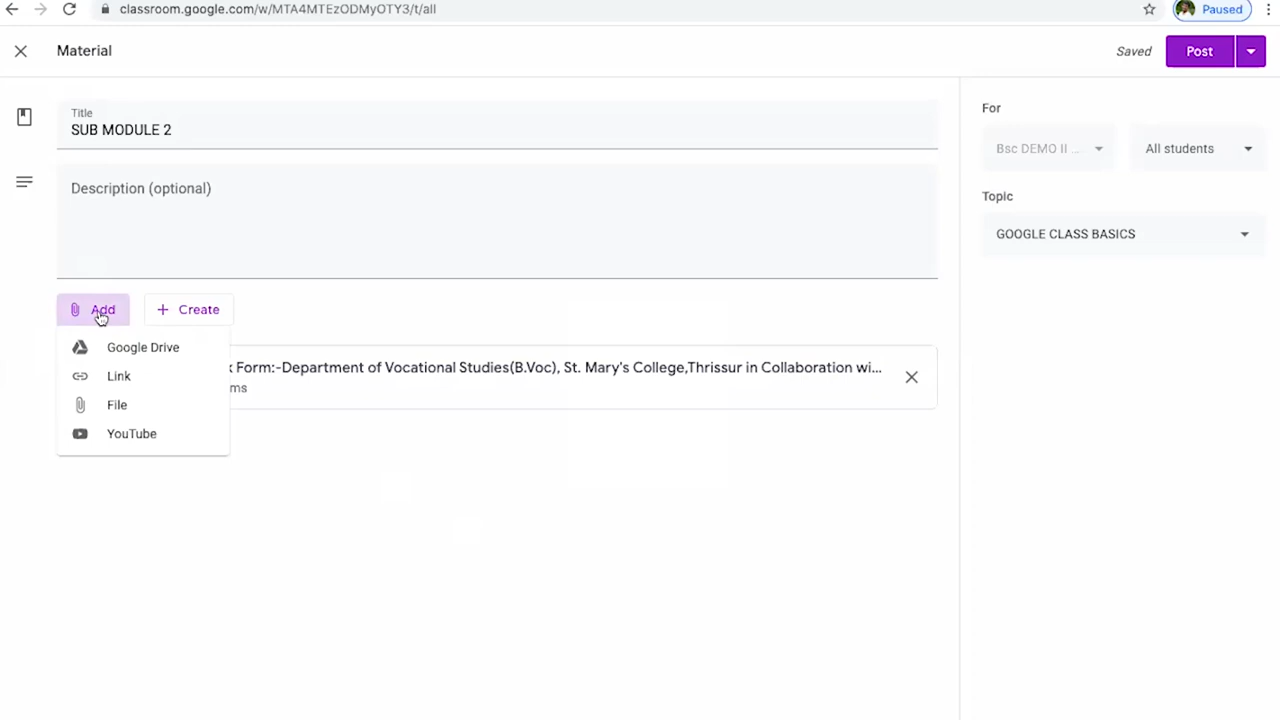 classroom.google.com/w/MTA4MTEzODMyOTY3/t/all
Paused
Material
Saved
Post
Title
SUB MODULE 2
Description (optional)
Add
Create
Google Drive
Link
File
YouTube
Form:-Department of Vocational Studies(B.Voc), St. Mary's College,Thrissur in Collaboration wi...
ms
For
Bsc DEMO II ...
All students
Topic
GOOGLE CLASS BASICS